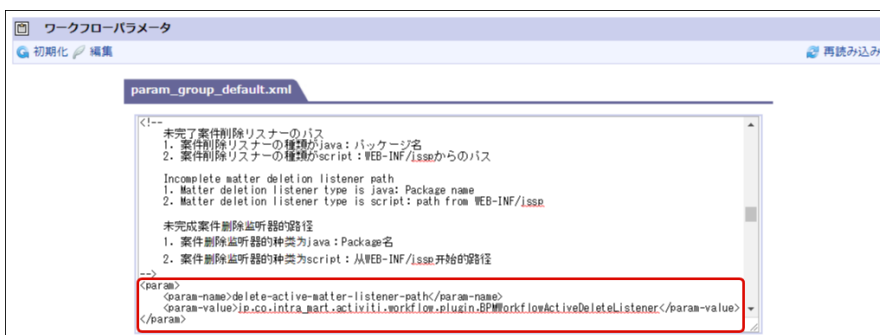 ワークフローパラメータ
初期化 編集 再読み込み
param_group_default.xml
<!--
未完了案件削除リスナーのパス
1. 案件削除リスナーの種類がjava：パッケージ名
2. 案件削除リスナーの種類がscript：WEB-INF/jsspからのパス
Incomplete matter deletion listener path
1. Matter deletion listener type is java: Package name
2. Matter deletion listener type is script: path from WEB-INF/jssp
未完成案件删除监听器的路径
1. 案件删除监听器的种类为java：Package名
2. 案件删除监听器的种类为script：从WEB-INF/jssp开始的路径
-->
<param>
<param-name>delete-active-matter-listener-path</param-name>
<param-value>jp.co.intra_mart.activiti.workflow.plugin.BPMWorkflowActiveDeleteListener</param-value>
</param>